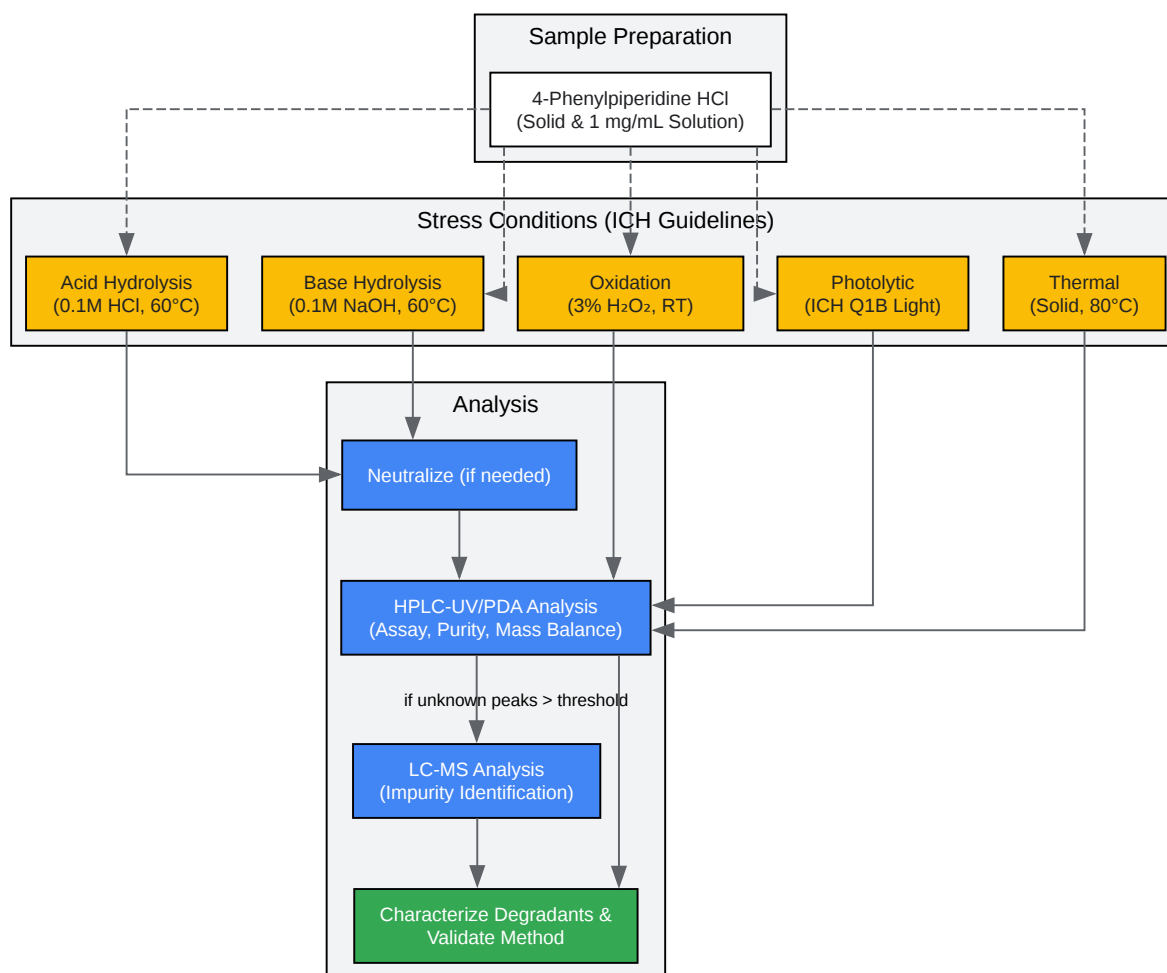 Sample Preparation
4-Phenylpiperidine HCl
(Solid & 1 mg/mL Solution)
Stress Conditions (ICH Guidelines)
Acid Hydrolysis
(0.1M HCl, 60°C)
Base Hydrolysis
(0.1M NaOH, 60°C)
Oxidation
(3% H₂O₂, RT)
Photolytic
(ICH Q1B Light)
Thermal
(Solid, 80°C)
Analysis
Neutralize (if needed)
HPLC-UV/PDA Analysis
(Assay, Purity, Mass Balance)
if unknown peaks > threshold
LC-MS Analysis
(Impurity Identification)
Characterize Degradants &
Validate Method